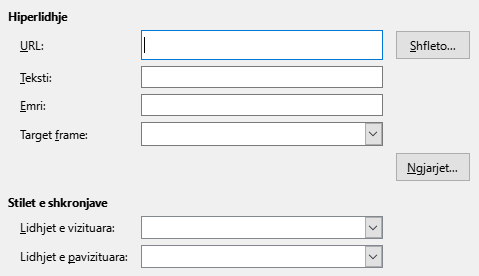 Hiperlidhje
URL:
Shfleto...
Teksti:
Emri:
Target frame:
Ngjarjet...
Stilet e shkronjave
Lidhjet e vizituara:
Lidhjet e pavizituara: